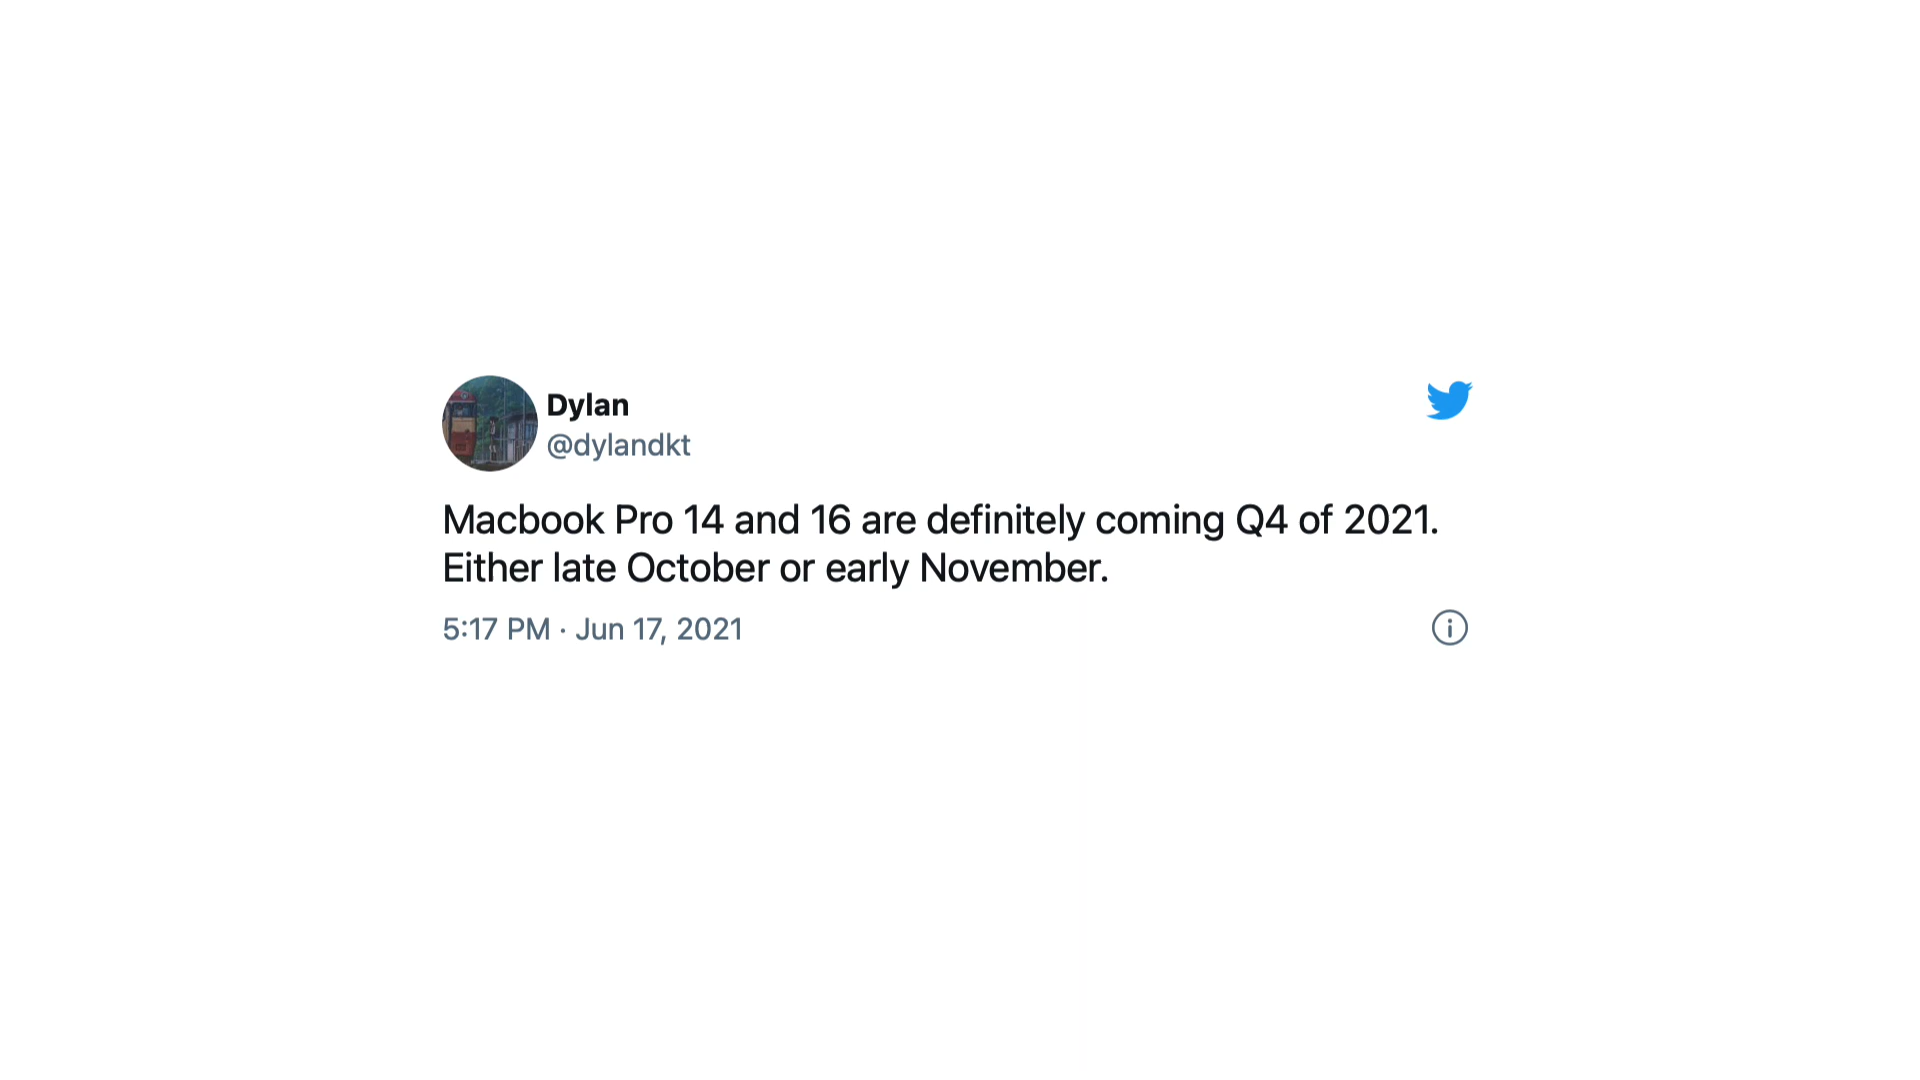 Dylan
@dylandkt
Macbook Pro 14 and 16 are definitely coming Q4 of 2021.
Either late October or early November.
5:17 PM · Jun 17, 2021